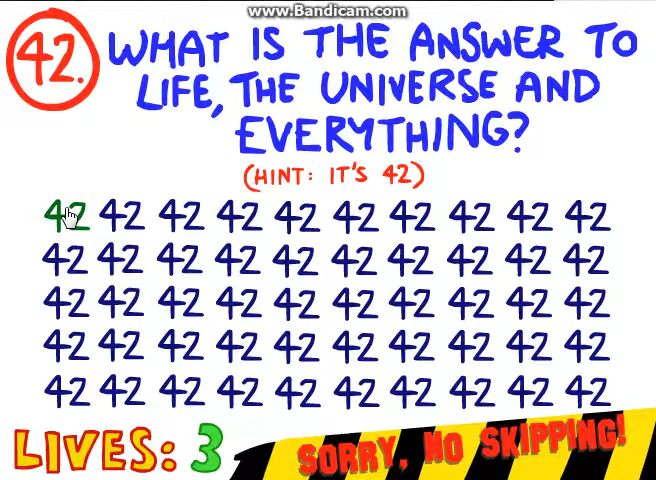 www.Bandicam.com
42. WHAT IS THE ANSWER TO
LIFE, THE UNIVERSE AND
EVERYTHING?
(HINT: IT'S 42)
42 42 42 42 42 42 42 42 42 42
42 42 42 42 42 42 42 42 42 42
42 42 42 42 42 42 42 42 42 42
42 42 42 42 42 42 42 42 42 42
42 42 42 42 42 42 42 42 42 42
LIVES: 3
SORRY, NO SKIPPING!